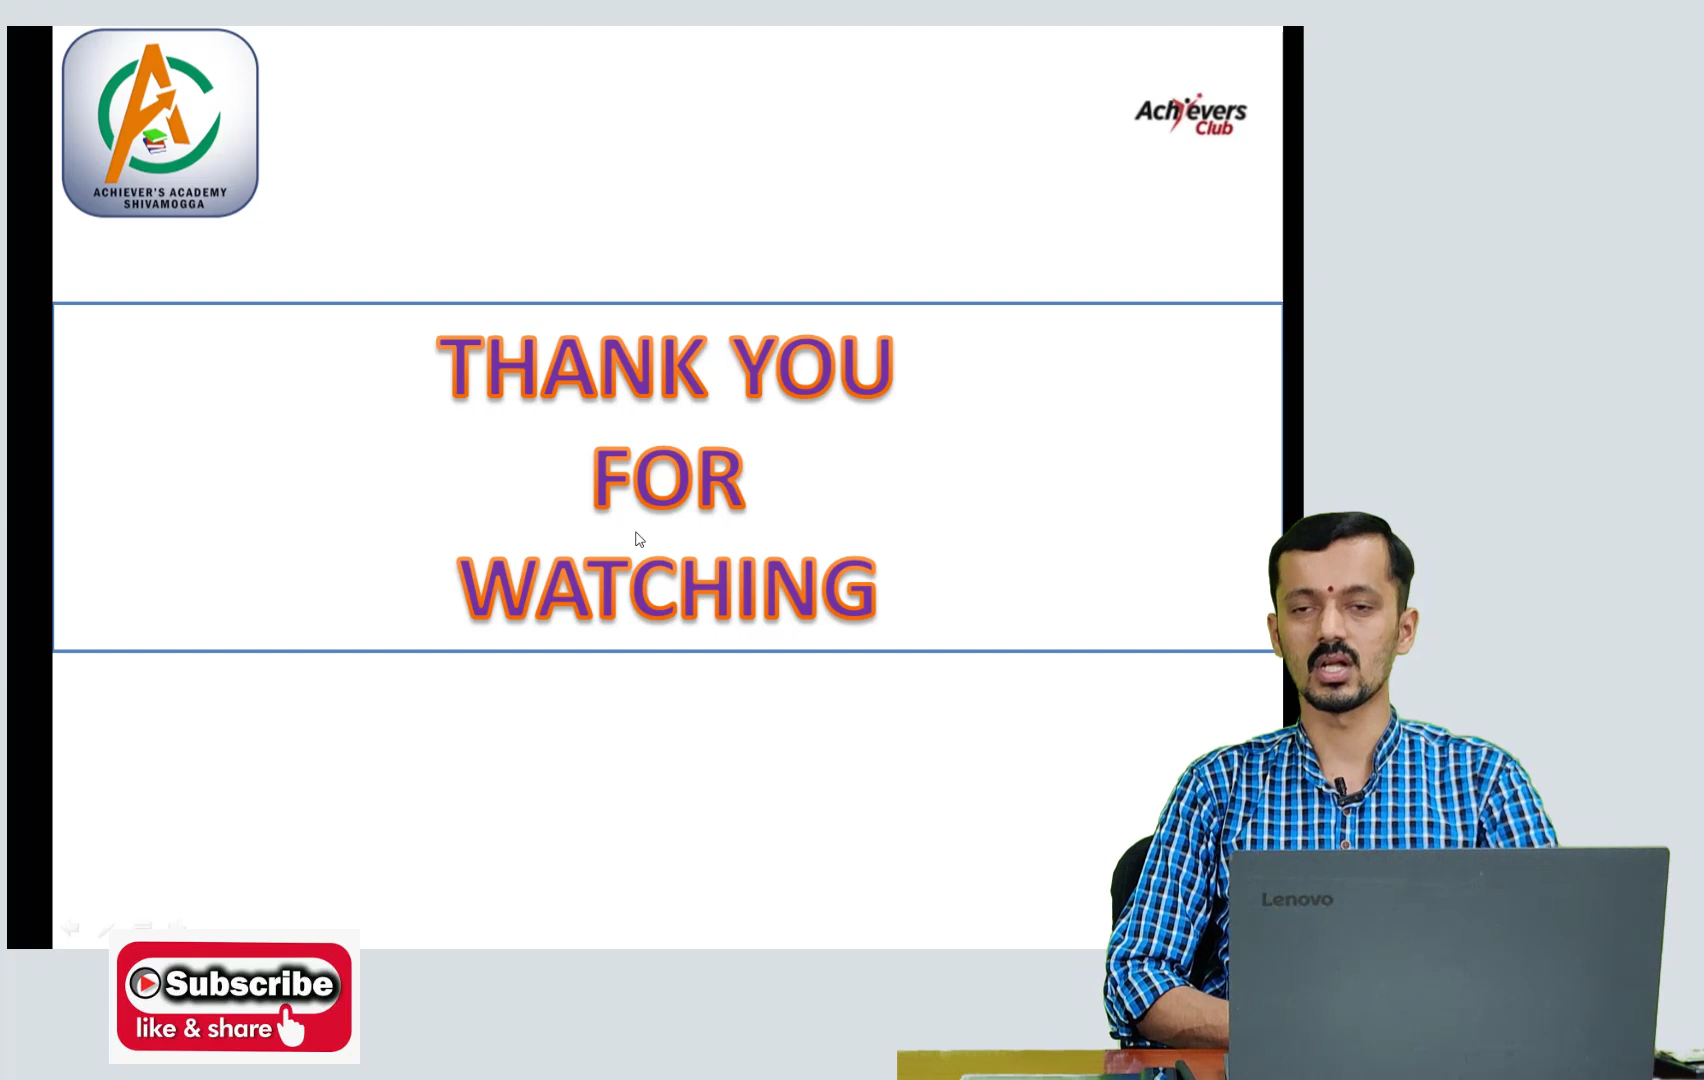 ACHIEVER'S ACADEMY
SHIVAMOGGA
Achievers
Club
THANK YOU
FOR
WATCHING
Lenovo
Subscribe
like & share